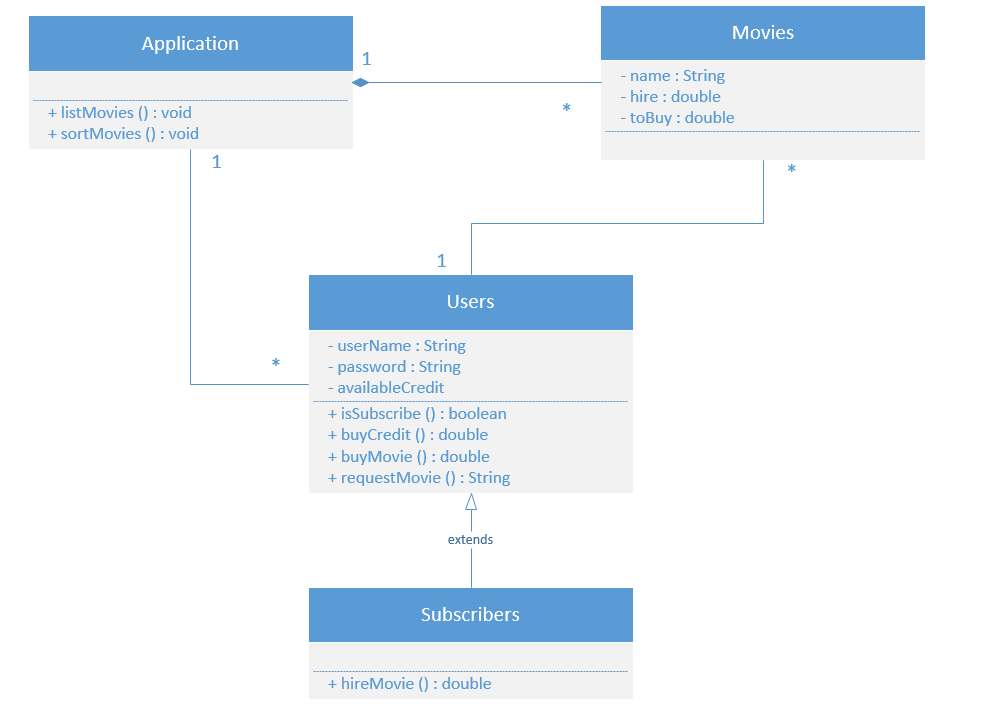 Application
+ listMovies () : void
+ sortMovies () : void
1
*
Movies
- name : String
- hire : double
- toBuy : double
1
*
*
1
Users
- userName : String
- password : String
- availableCredit
+ isSubscribe () : boolean
+ buyCredit () : double
+ buyMovie () : double
+ requestMovie () : String
extends
Subscribers
+ hireMovie () : double